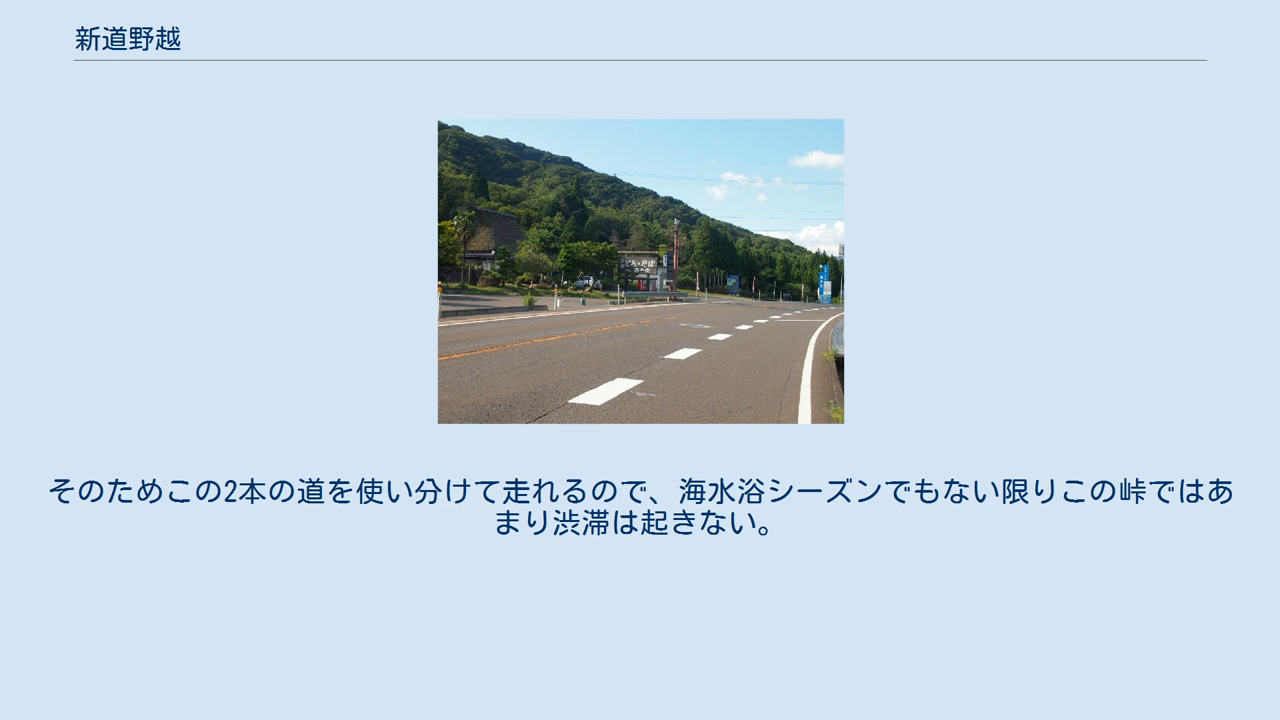 新道野越
そのためこの2本の道を使い分けて走れるので、海水浴シーズンでもない限りこの峠ではあ
まり渋滞は起きない。